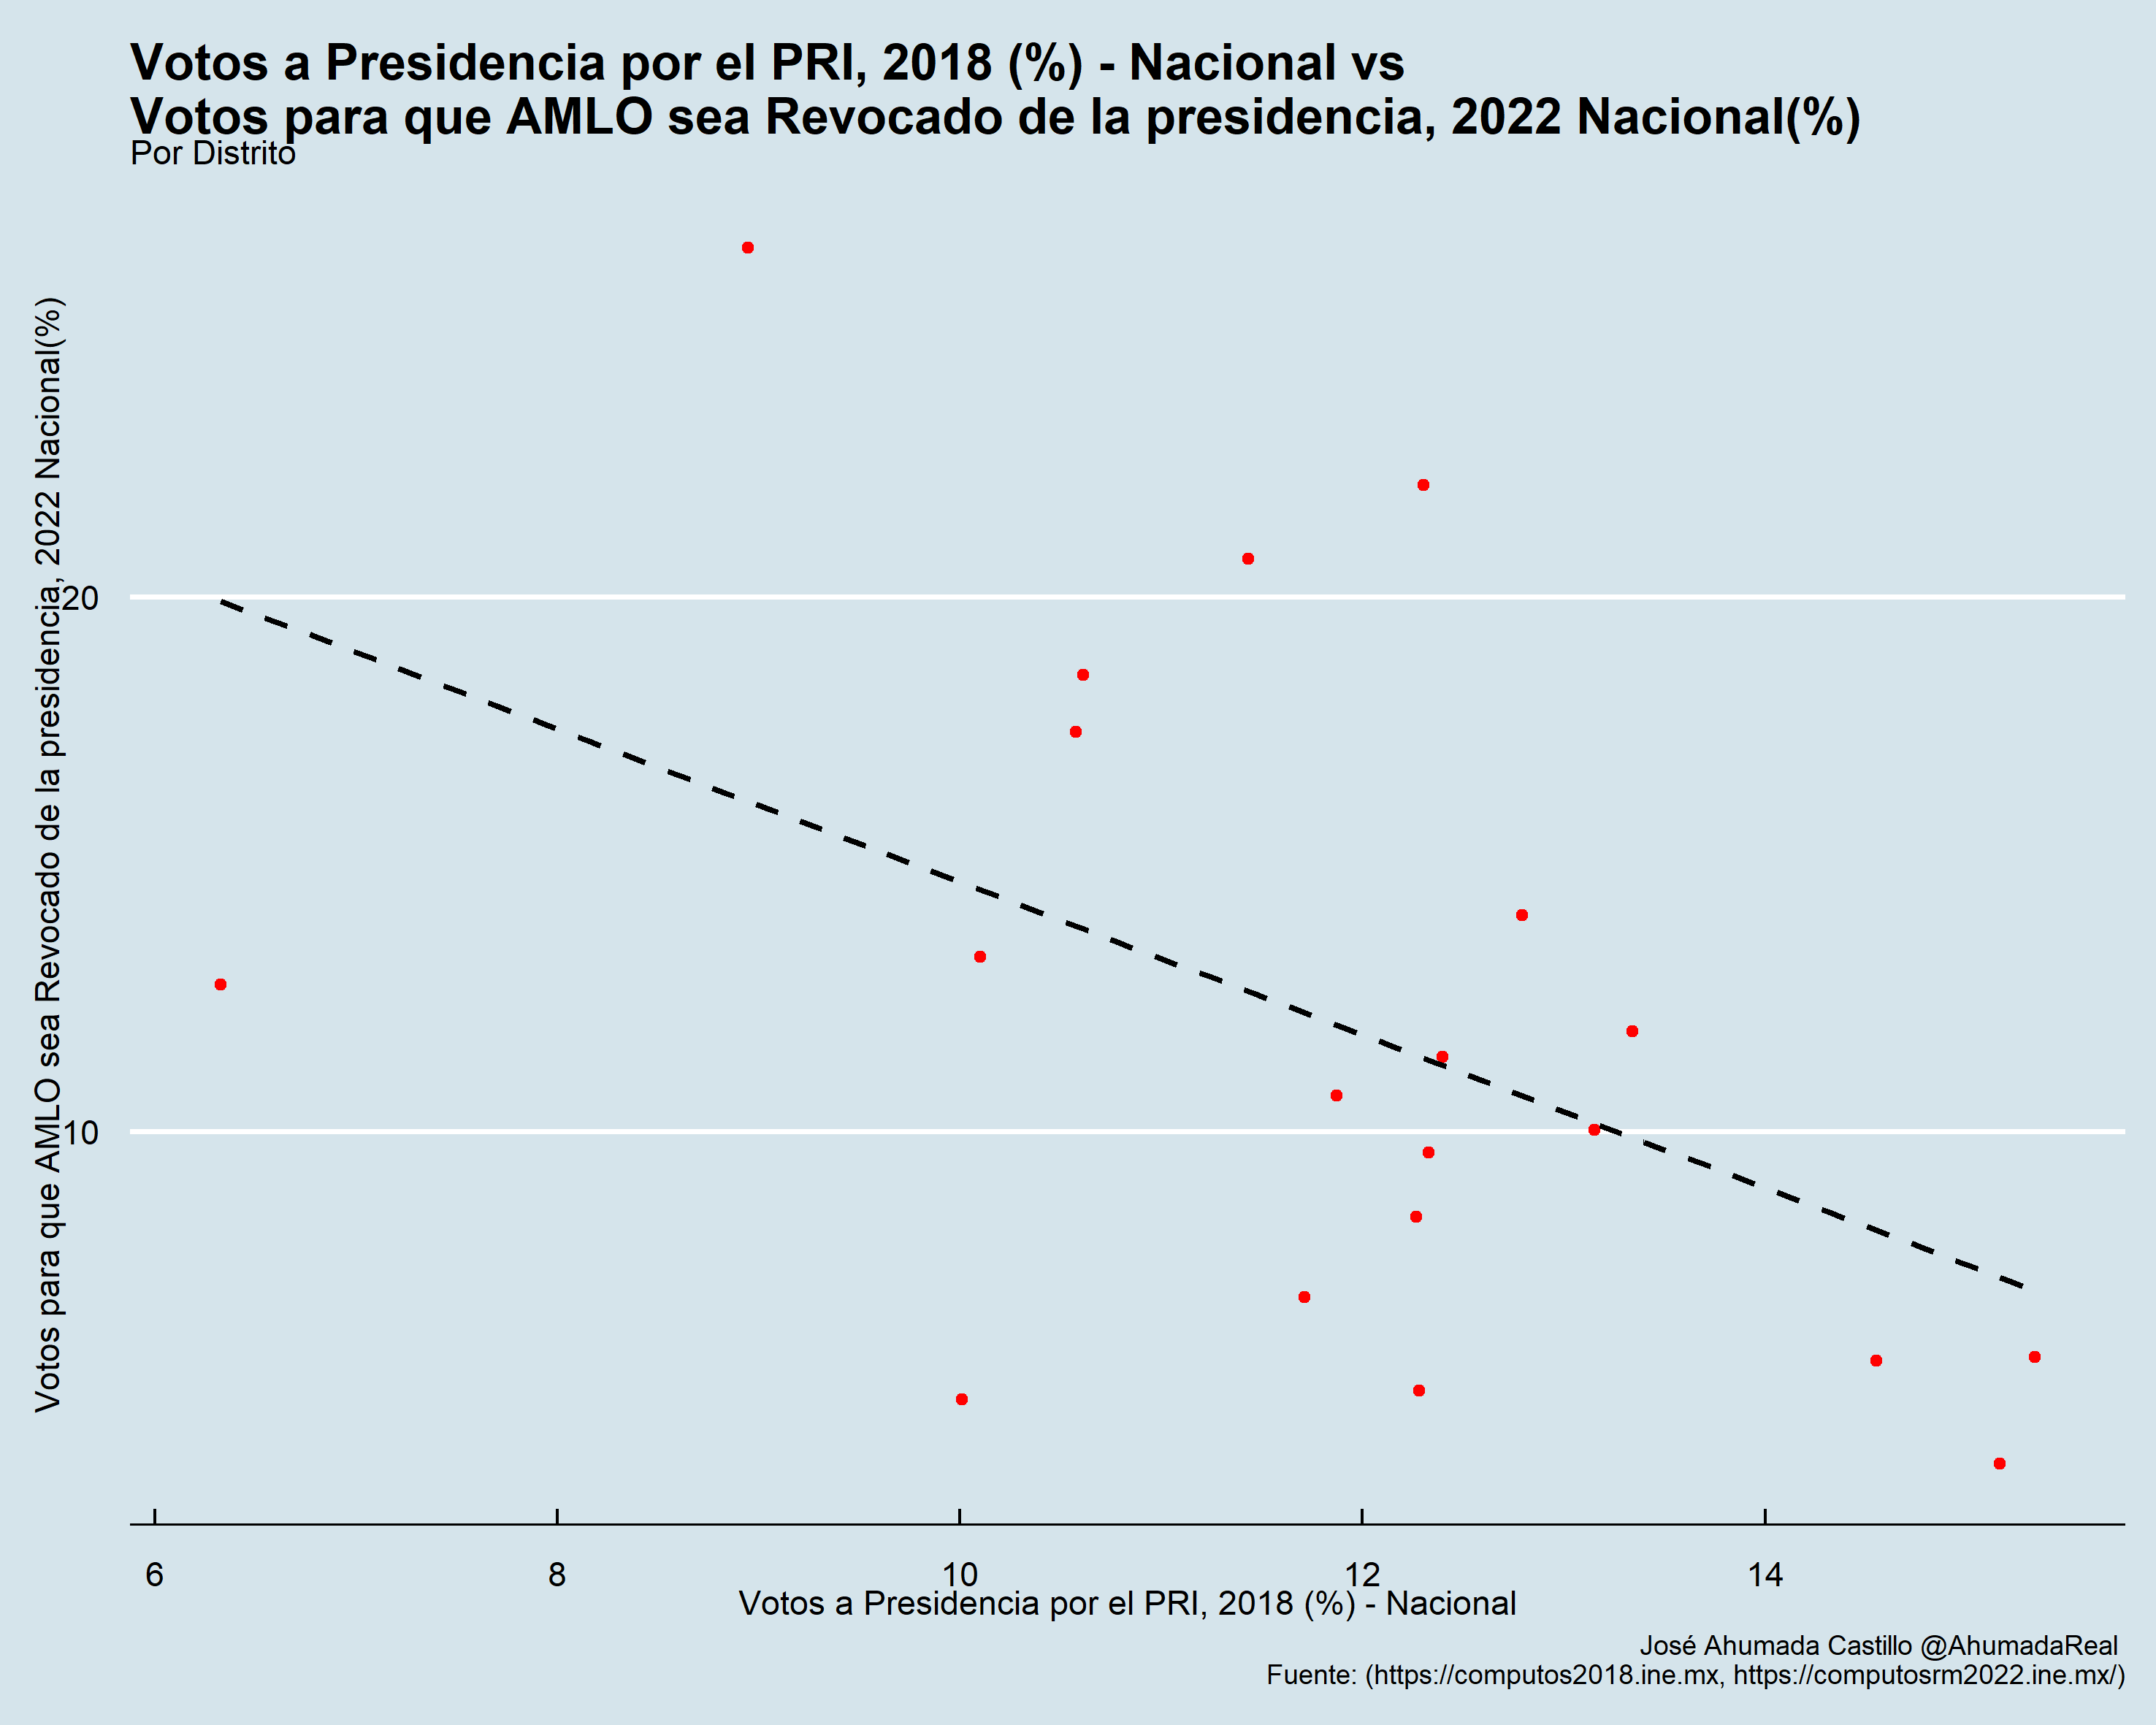 Votos a Presidencia por el PRI, 2018 (%) - Nacional vs
Votos para que AMLO sea Revocado de la presidencia, 2022 Nacional(%)
Por Distrito
Votos para que AMLO sea Revocado de la presidencia, 2022 Nacional(%)
20
10
6
8
10
12
14
Votos a Presidencia por el PRI, 2018 (%) - Nacional
José Ahumada Castillo @AhumadaReal
Fuente: (https://computos2018.ine.mx, https://computosrm2022.ine.mx/)